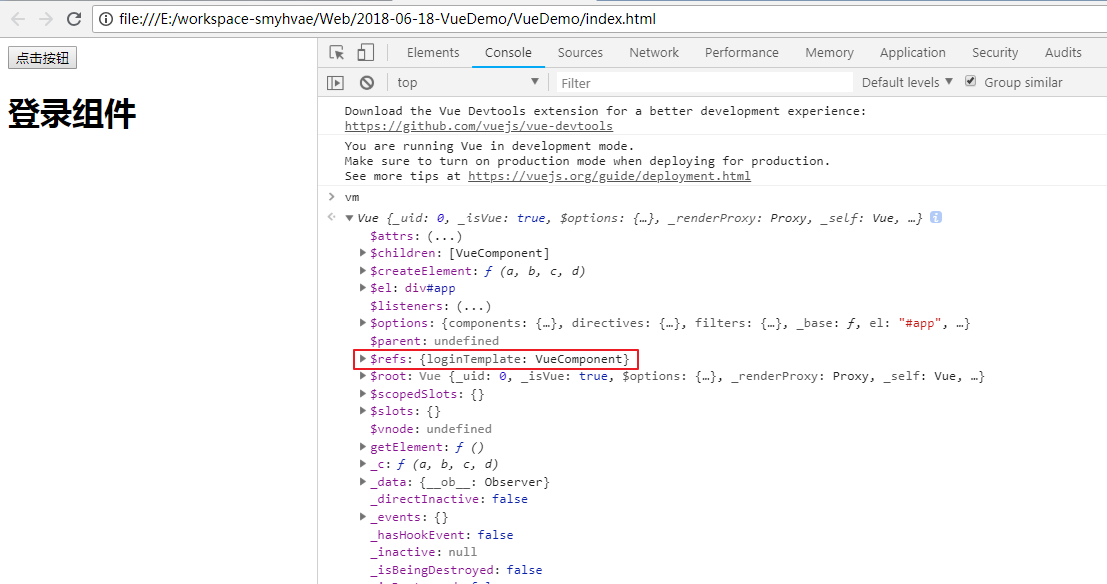 file:///E:/workspace-smyhvae/Web/2018-06-18-VueDemo/VueDemo/index.html
点击按钮
登录组件
Elements Console Sources Network Performance Memory Application Security Audits
top Filter Default levels Group similar
Download the Vue Devtools extension for a better development experience:
https://github.com/vuejs/vue-devtools
You are running Vue in development mode.
Make sure to turn on production mode when deploying for production.
See more tips at https://vuejs.org/guide/deployment.html
vm
Vue {_uid: 0, _isVue: true, $options: {…}, _renderProxy: Proxy, _self: Vue, …}
$attrs: (...)
$children: [VueComponent]
$createElement: ƒ (a, b, c, d)
$el: div#app
$listeners: (...)
$options: {components: {…}, directives: {…}, filters: {…}, _base: ƒ, el: "#app", …}
$parent: undefined
$refs: {loginTemplate: VueComponent}
$root: Vue {_uid: 0, _isVue: true, $options: {…}, _renderProxy: Proxy, _self: Vue, …}
$scopedSlots: {}
$slots: {}
$vnode: undefined
getElement: ƒ ()
_c: ƒ (a, b, c, d)
_data: {__ob__: Observer}
_directInactive: false
_events: {}
_hasHookEvent: false
_inactive: null
_isBeingDestroyed: false